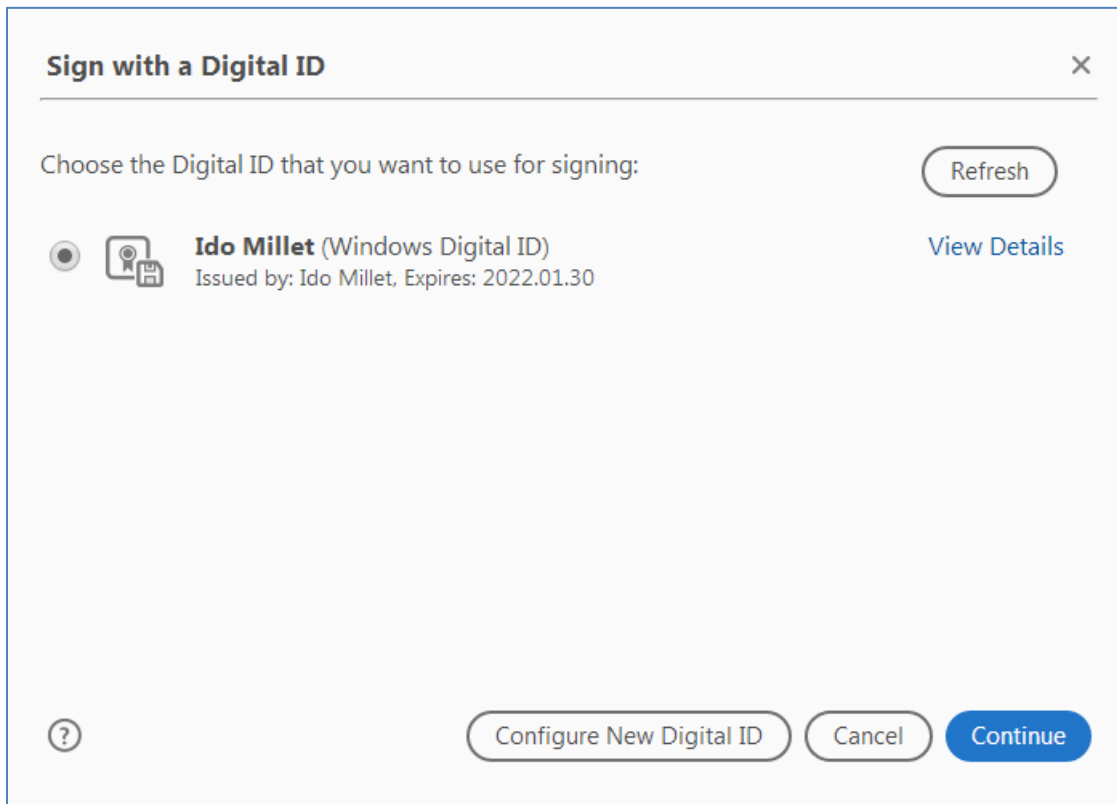 Sign with a Digital ID
Choose the Digital ID that you want to use for signing:
Refresh
Ido Millet (Windows Digital ID)
View Details
Issued by: Ido Millet, Expires: 2022.01.30
?
Configure New Digital ID
Cancel
Continue